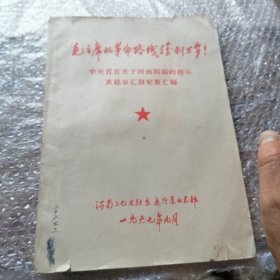 毛主席的革命路线胜利万岁!
中央首长关于河南问题的指示
及赴京汇报纪要汇编
河南二七公社
一九六七年九月